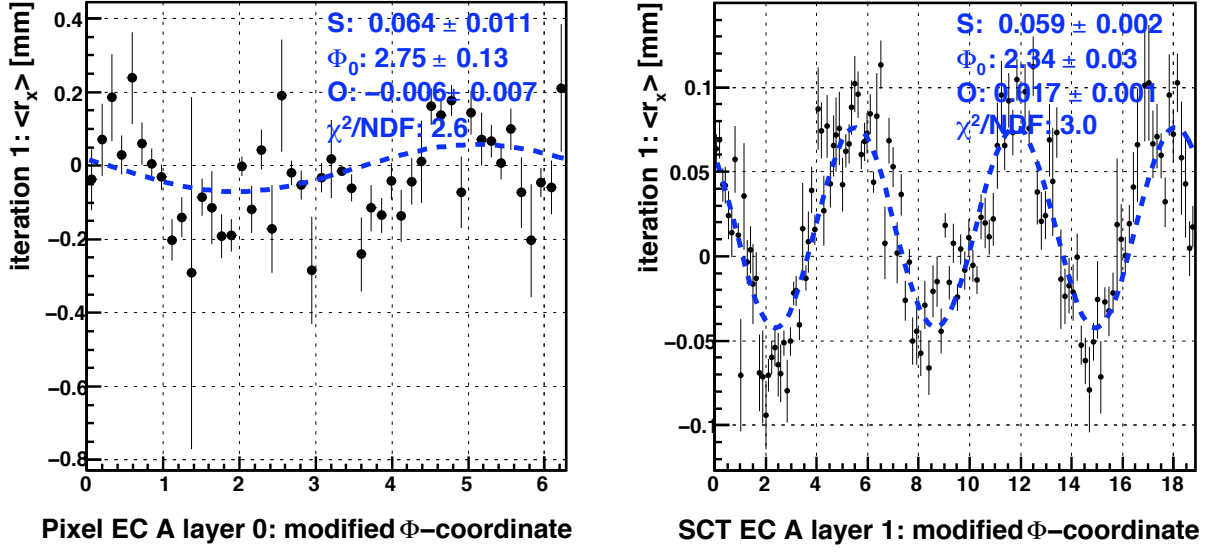 S: 0.064 ± 0.011
Φ0: 2.75 ± 0.13
O: −0.006 ± 0.007
χ2/NDF: 2.6
iteration 1: <rx> [mm]
0.4
0.2
0
−0.2
−0.4
−0.6
−0.8
0 1 2 3 4 5 6
Pixel EC A layer 0: modified Φ−coordinate
S: 0.059 ± 0.002
Φ0: 2.34 ± 0.03
O: 0.017 ± 0.001
χ2/NDF: 3.0
iteration 1: <rx> [mm]
0.1
0.05
0
−0.05
−0.1
0 2 4 6 8 10 12 14 16 18
SCT EC A layer 1: modified Φ−coordinate